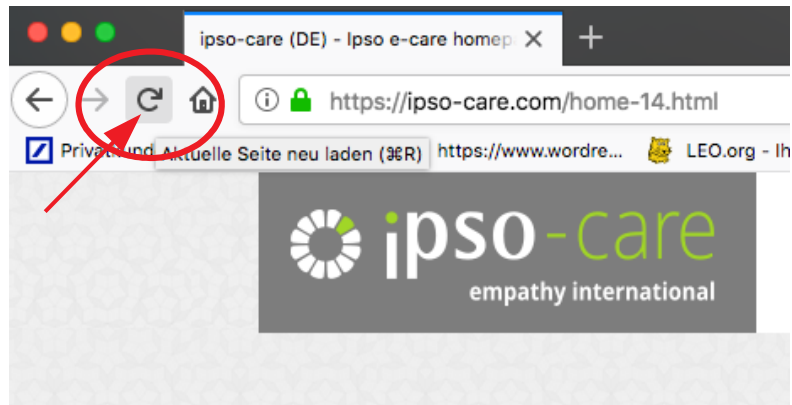 ipso-care (DE) - Ipso e-care homep
https://ipso-care.com/home-14.html
Aktuelle Seite neu laden (⌘R) https://www.wordre... LEO.org - Ih
ipso-care
empathy international